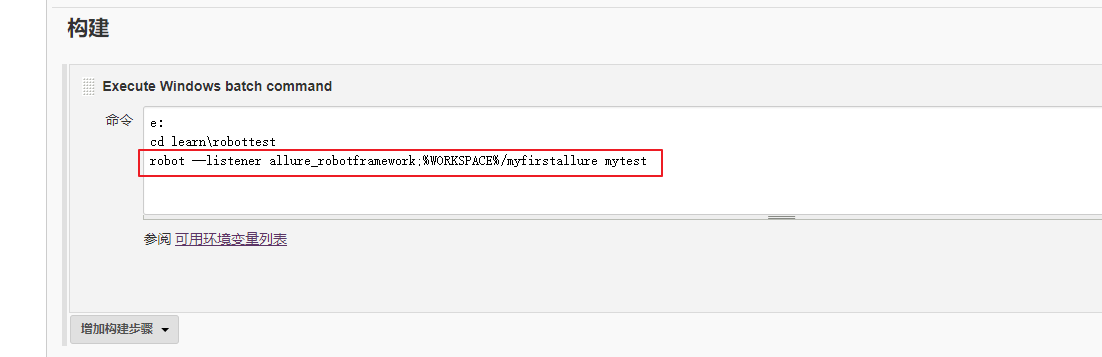 构建
Execute Windows batch command
命令
e:
cd learn\robottest
robot --listener allure_robotframework;%WORKSPACE%/myfirstallure mytest
参阅 可用环境变量列表
增加构建步骤